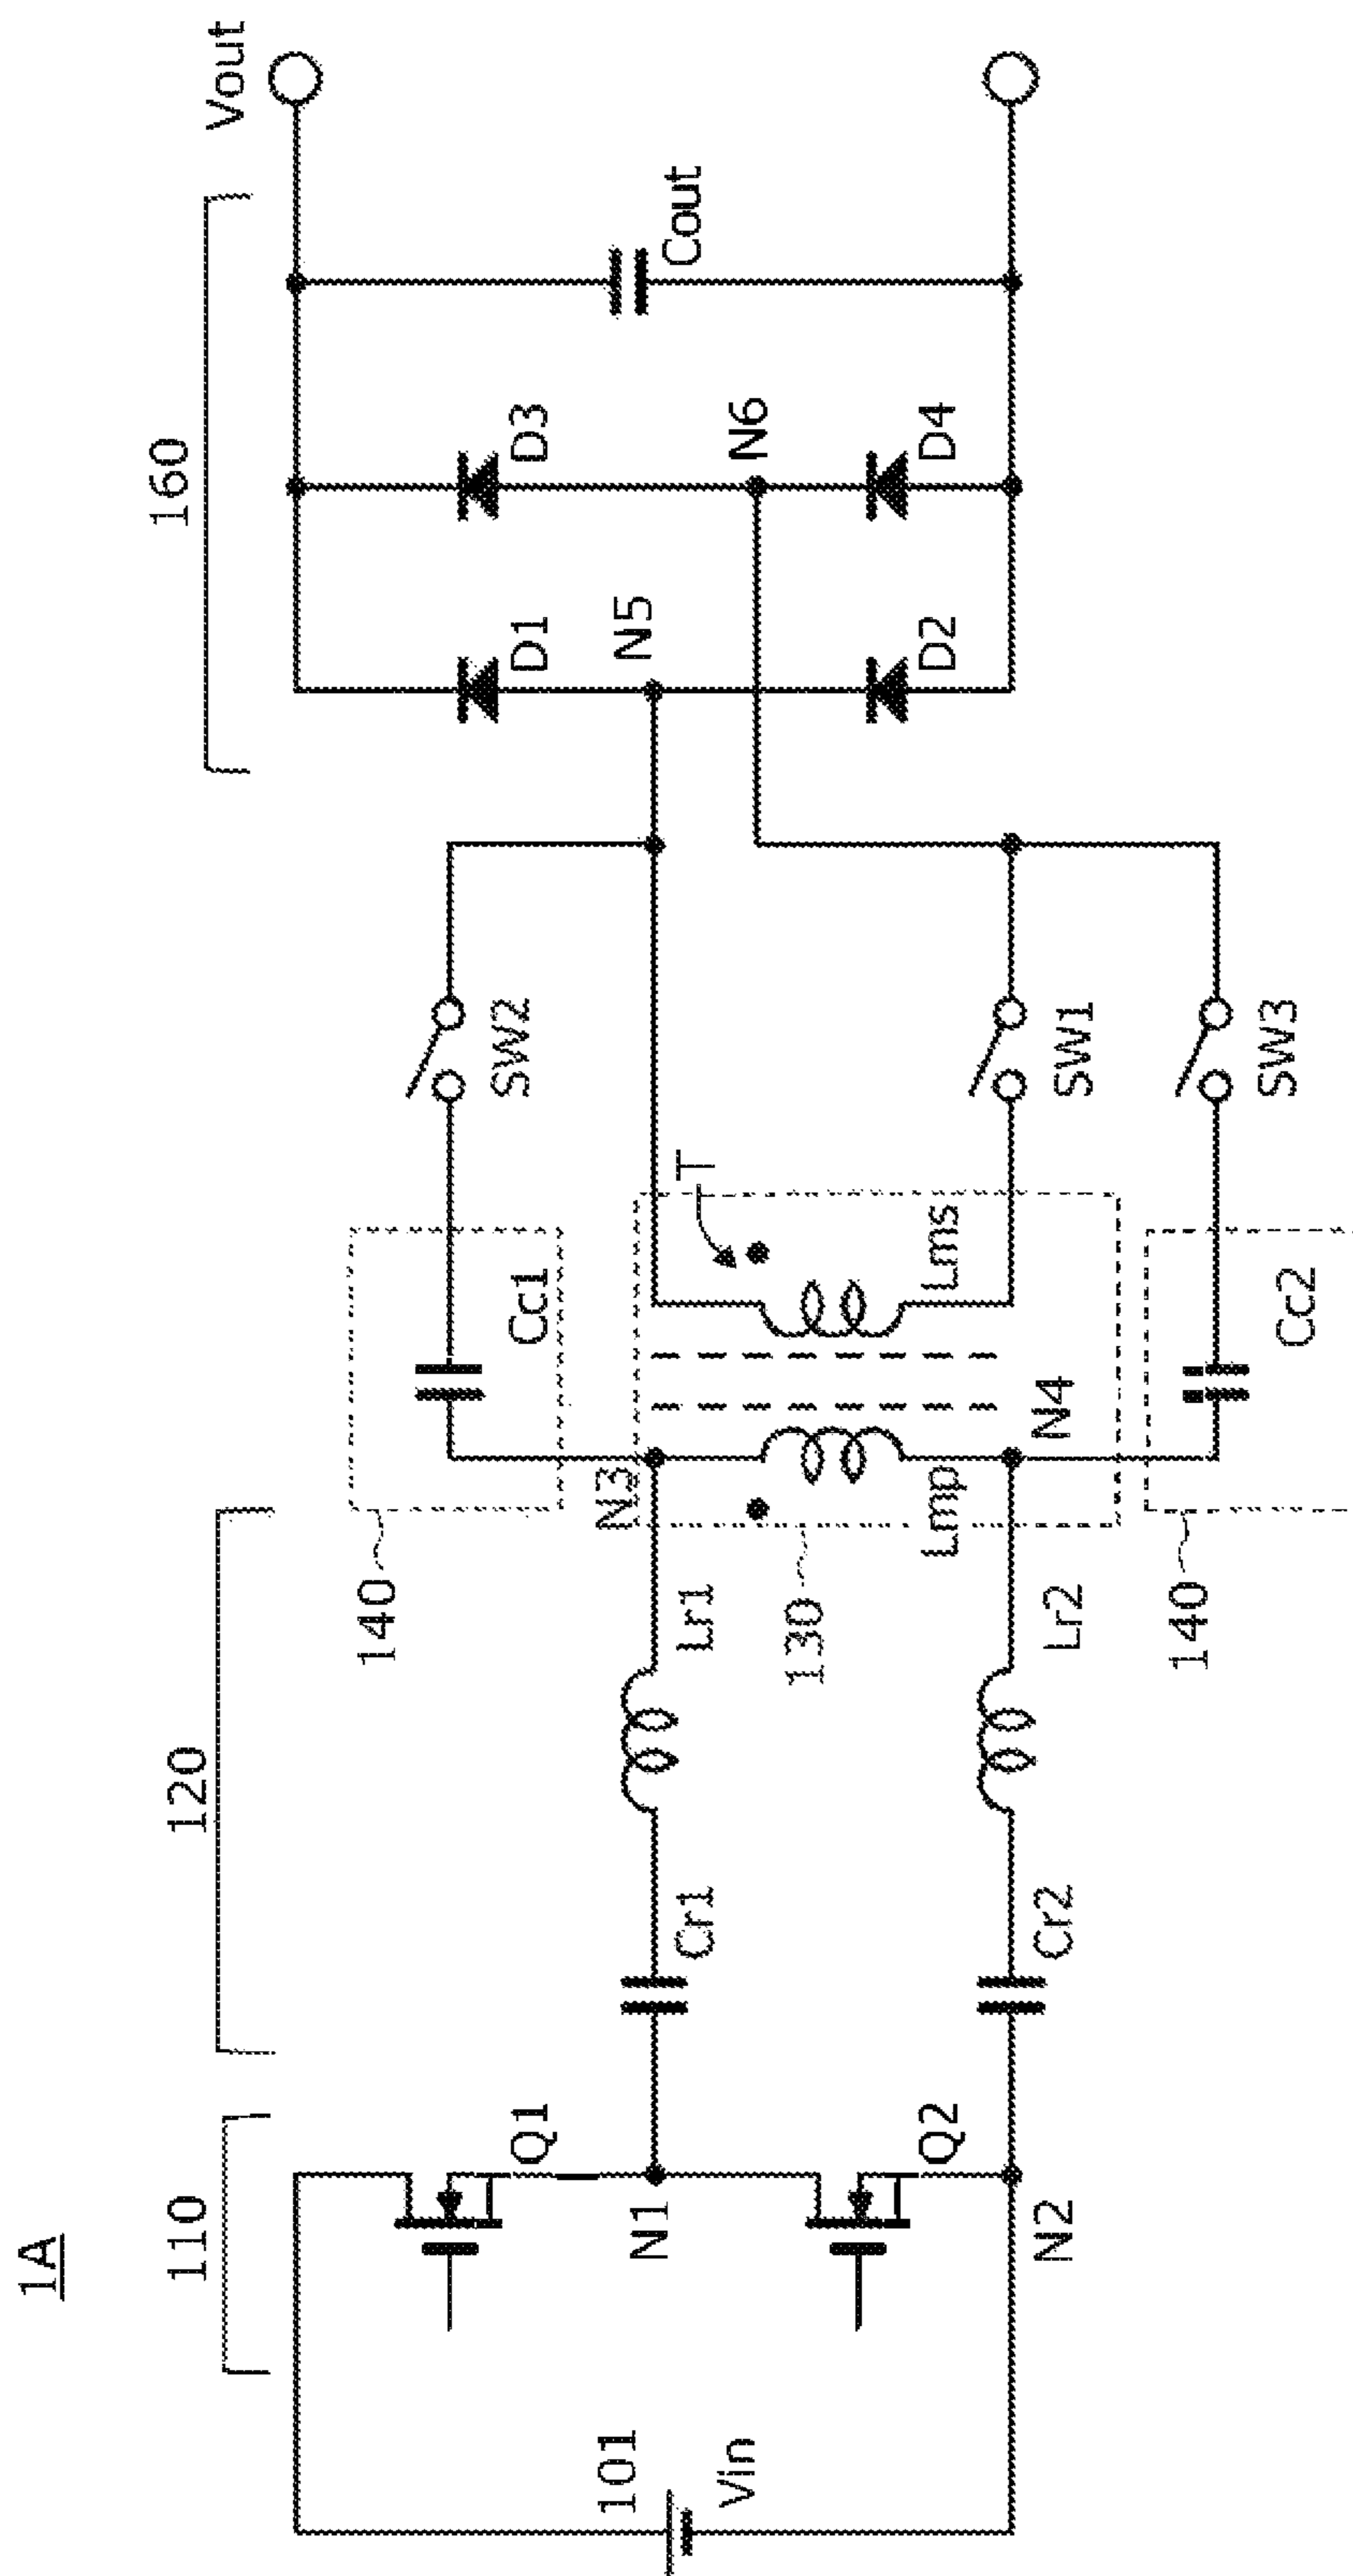 1A
110
120
160
101
Vin
Q1
N1
Q2
N2
Cr1
Lr1
Cr2
Lr2
140
Cc1
N3
T
Lmp
Lms
N4
130
140
Cc2
SW2
SW1
SW3
D1
N5
D2
D3
N6
D4
Cout
Vout